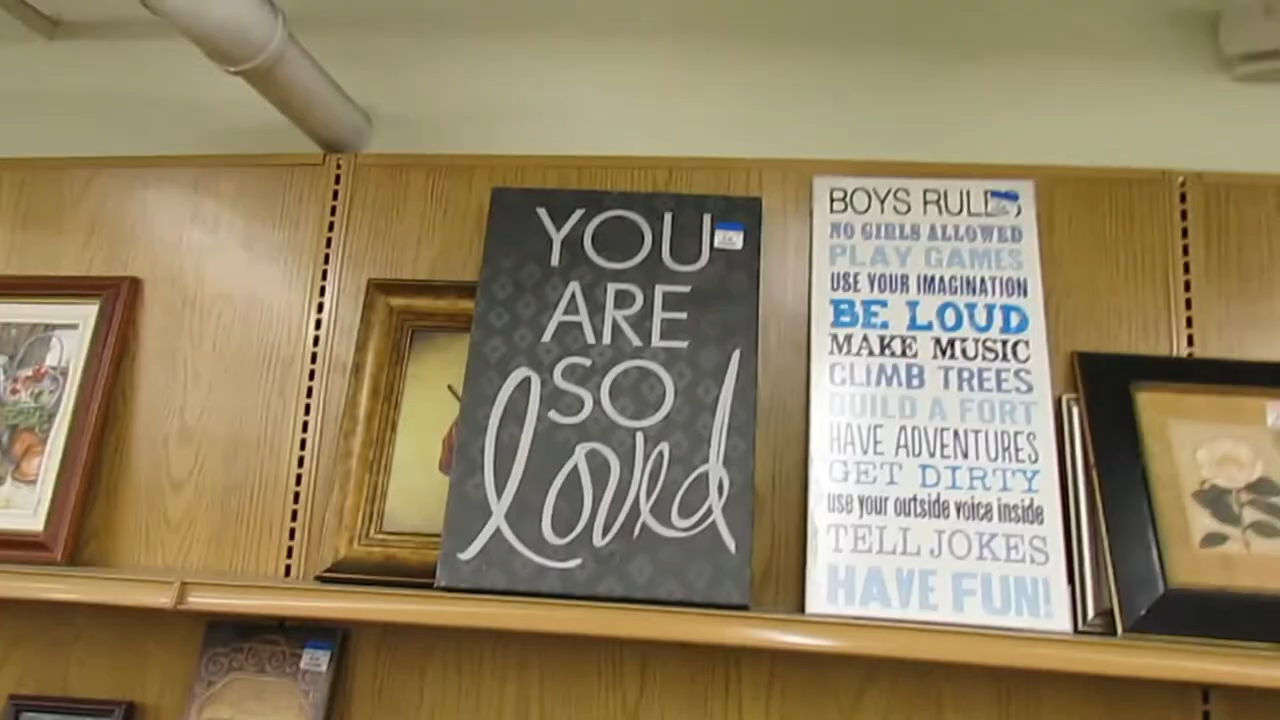 YOU
ARE
SO
loved
BOYS RULES
NO GIRLS ALLOWED
PLAY GAMES
USE YOUR IMAGINATION
BE LOUD
MAKE MUSIC
CLIMB TREES
BUILD A FORT
HAVE ADVENTURES
GET DIRTY
use your outside voice inside
TELL JOKES
HAVE FUN!